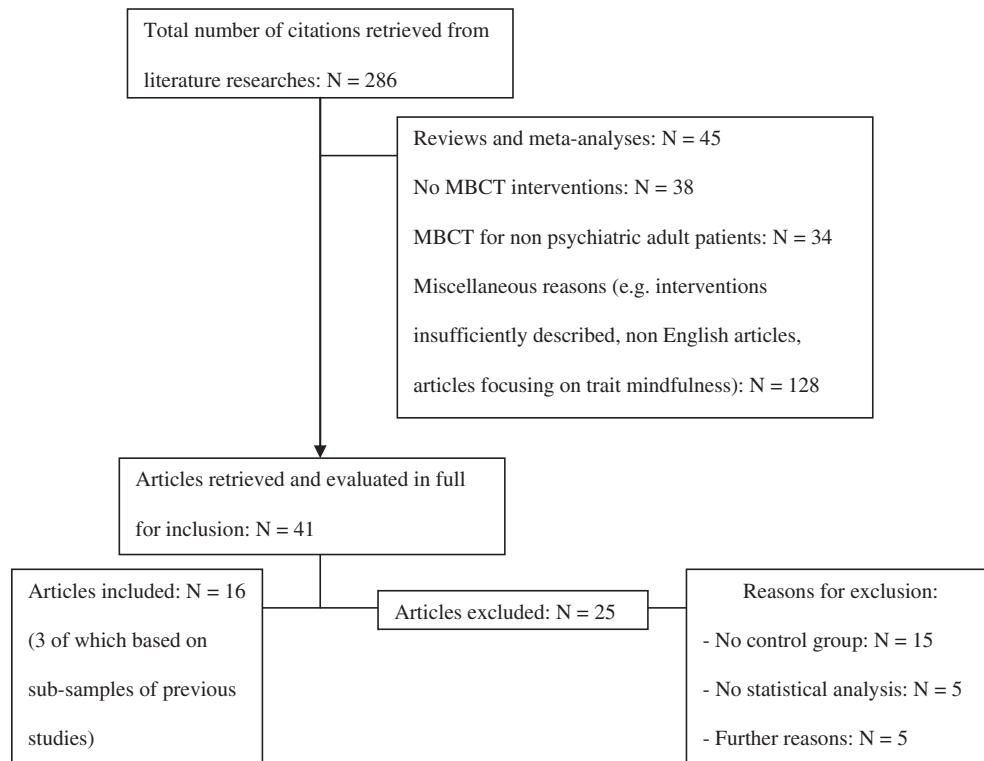 Total number of citations retrieved from
literature researches: N = 286
Reviews and meta-analyses: N = 45
No MBCT interventions: N = 38
MBCT for non psychiatric adult patients: N = 34
Miscellaneous reasons (e.g. interventions
insufficiently described, non English articles,
articles focusing on trait mindfulness): N = 128
Articles retrieved and evaluated in full
for inclusion: N = 41
Articles included: N = 16
(3 of which based on
sub-samples of previous
studies)
Articles excluded: N = 25
Reasons for exclusion:
- No control group: N = 15
- No statistical analysis: N = 5
- Further reasons: N = 5